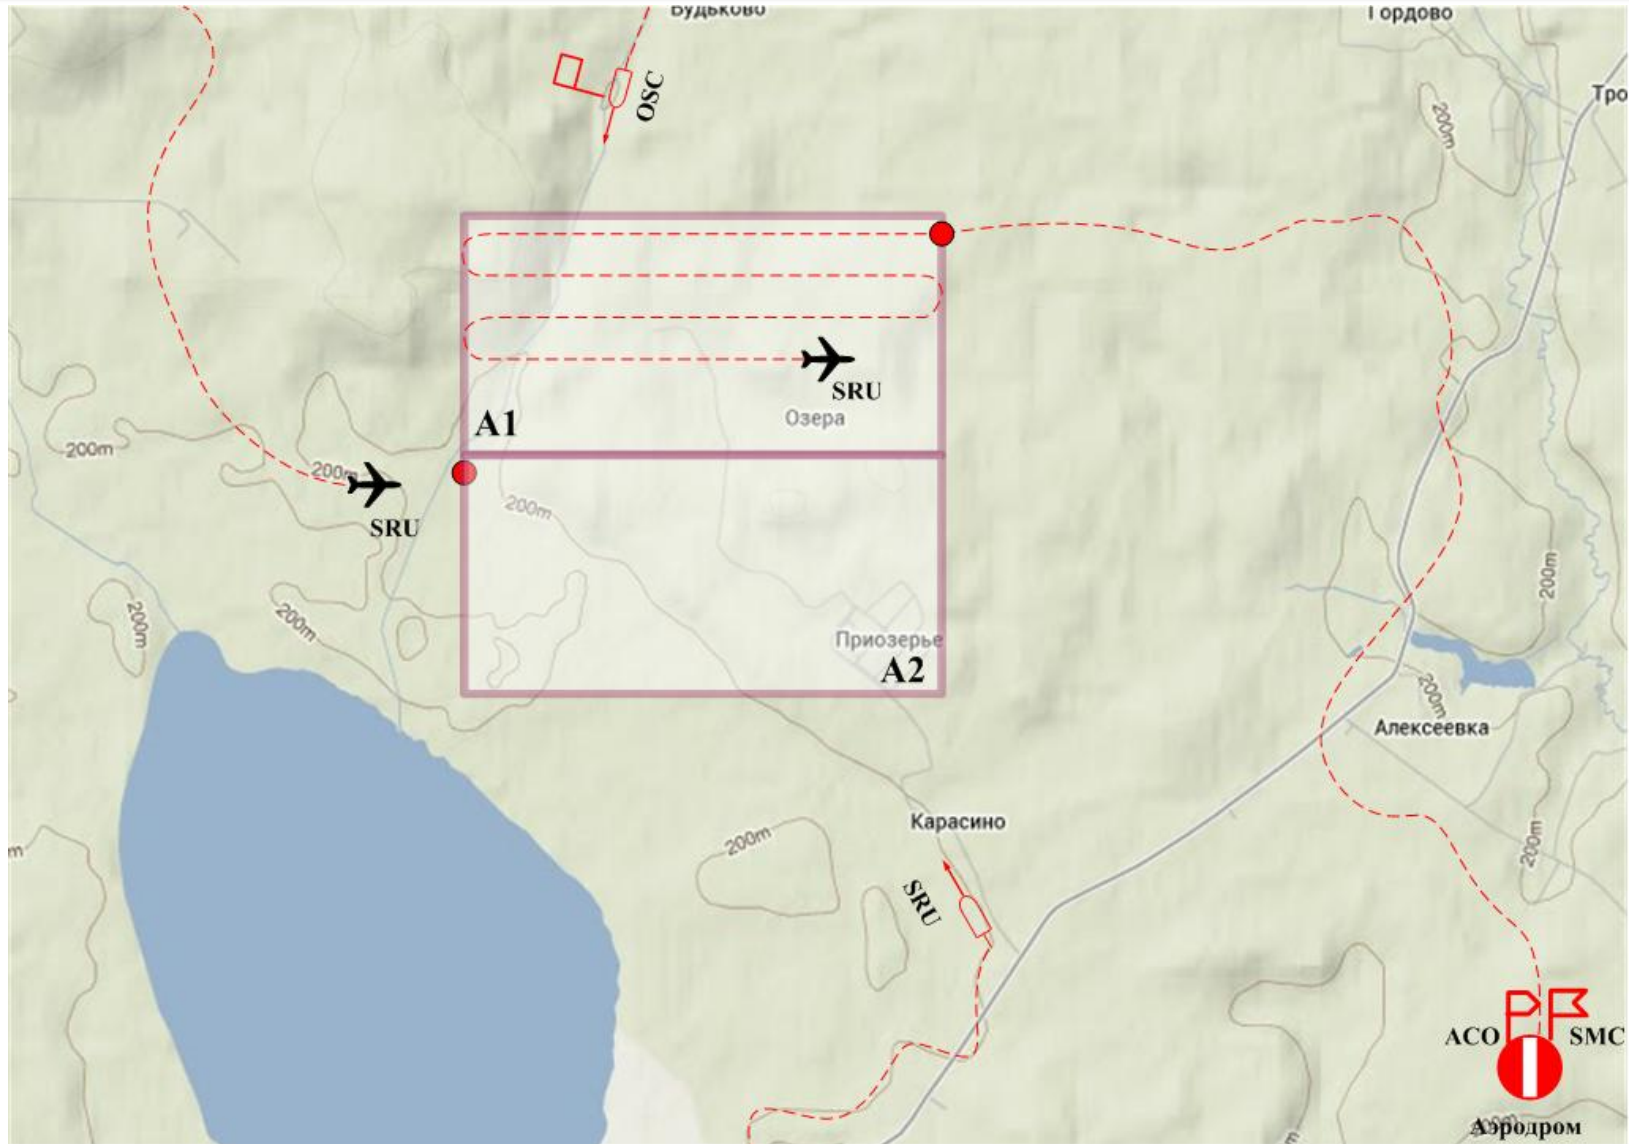 Будьково
Гордово
OSC
Тро
200m
A1
SRU
Озера
200m
200m
SRU
200m
200m
200m
200m
Приозерье
A2
200m
Алексеевка
Карасино
200m
200m
m
SRU
ACO
SMC
Аэродром